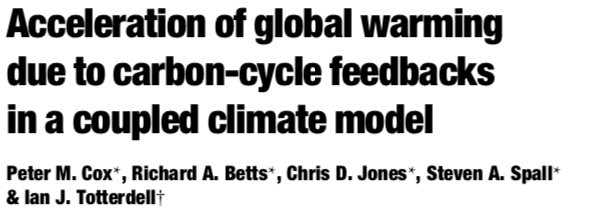 Acceleration of global warming
due to carbon-cycle feedbacks
in a coupled climate model
Peter M. Cox*, Richard A. Betts*, Chris D. Jones*, Steven A. Spall*
& Ian J. Totterdell†